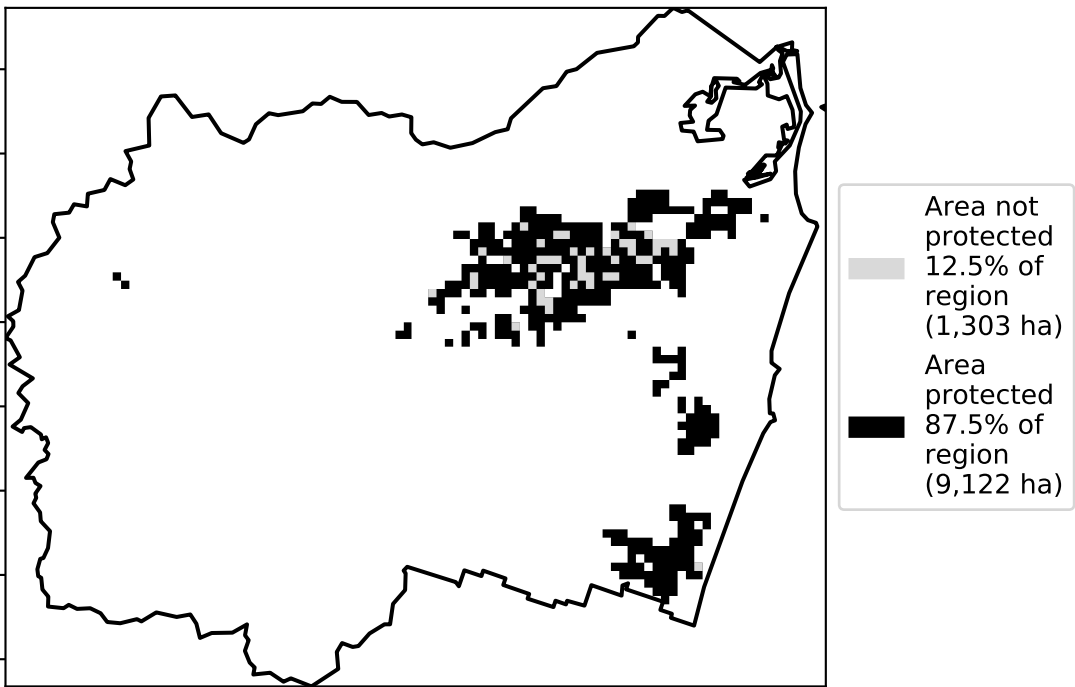 Area not
protected
12.5% of
region
(1,303 ha)
Area
protected
87.5% of
region
(9,122 ha)